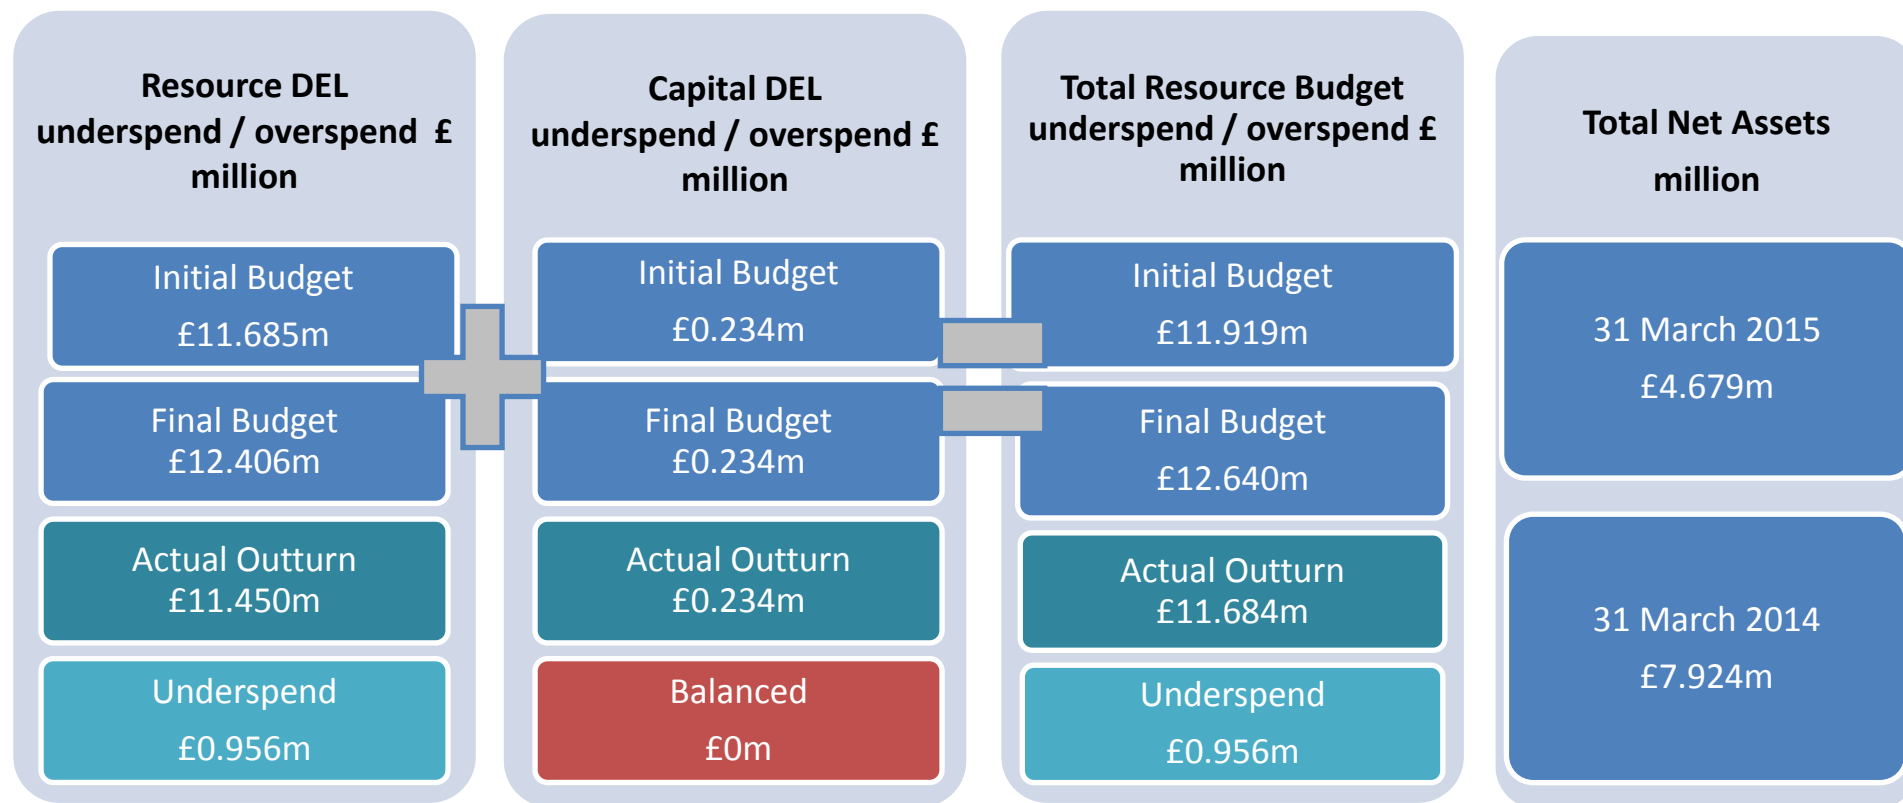 Resource DEL
underspend / overspend £
million
Initial Budget
£11.685m
Final Budget
£12.406m
Actual Outturn
£11.450m
Underspend
£0.956m
Capital DEL
underspend / overspend £
million
Initial Budget
£0.234m
Final Budget
£0.234m
Actual Outturn
£0.234m
Balanced
£0m
Total Resource Budget
underspend / overspend £
million
Initial Budget
£11.919m
Final Budget
£12.640m
Actual Outturn
£11.684m
Underspend
£0.956m
Total Net Assets
million
31 March 2015
£4.679m
31 March 2014
£7.924m